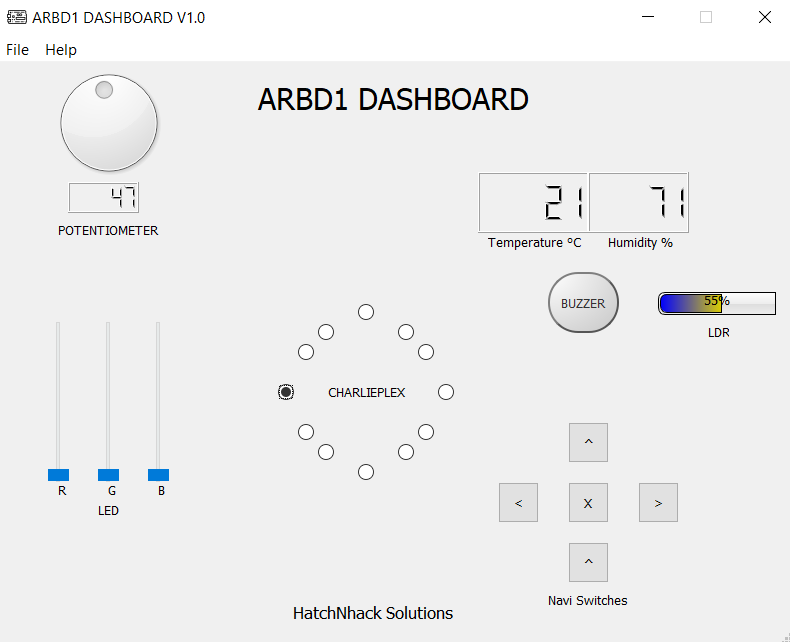 ARBD1 DASHBOARD V1.0
File Help
ARBD1 DASHBOARD
47
POTENTIOMETER
21 71
Temperature ºC Humidity %
BUZZER
55%
LDR
CHARLIEPLEX
^
R G B
LED
< X >
^
Navi Switches
HatchNhack Solutions